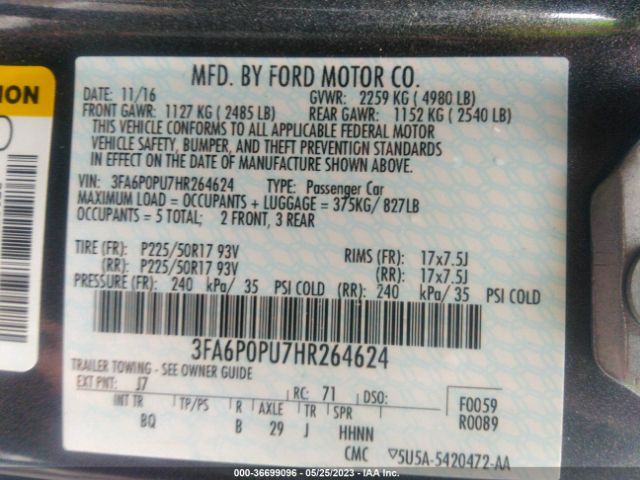 MFD. BY FORD MOTOR CO.
DATE: 11/16 GVWR: 2259 KG ( 4980 LB)
FRONT GAWR: 1127 KG ( 2485 LB) REAR GAWR: 1152 KG ( 2540 LB)
THIS VEHICLE CONFORMS TO ALL APPLICABLE FEDERAL MOTOR
VEHICLE SAFETY, BUMPER, AND THEFT PREVENTION STANDARDS
IN EFFECT ON THE DATE OF MANUFACTURE SHOWN ABOVE.
VIN: 3FA6P0PU7HR264624 TYPE: Passenger Car
MAXIMUM LOAD = OCCUPANTS + LUGGAGE = 375KG/ 827LB
OCCUPANTS = 5 TOTAL; 2 FRONT, 3 REAR
TIRE (FR): P225/50R17 93V RIMS (FR): 17x7.5J
(RR): P225/50R17 93V (RR): 17x7.5J
PRESSURE (FR): 240 kPa/ 35 PSI COLD (RR): 240 kPa/ 35 PSI COLD
3FA6P0PU7HR264624
TRAILER TOWING - SEE OWNER GUIDE
EXT PNT: J7 RC: 71 DSO: F0059
INT TR TP/PS R AXLE TR SPR R0089
BQ B 29 J HHNN
CMC ▽5U5A-5420472-AA
ION
000-36699096 - 05/25/2023 - IAA Inc.